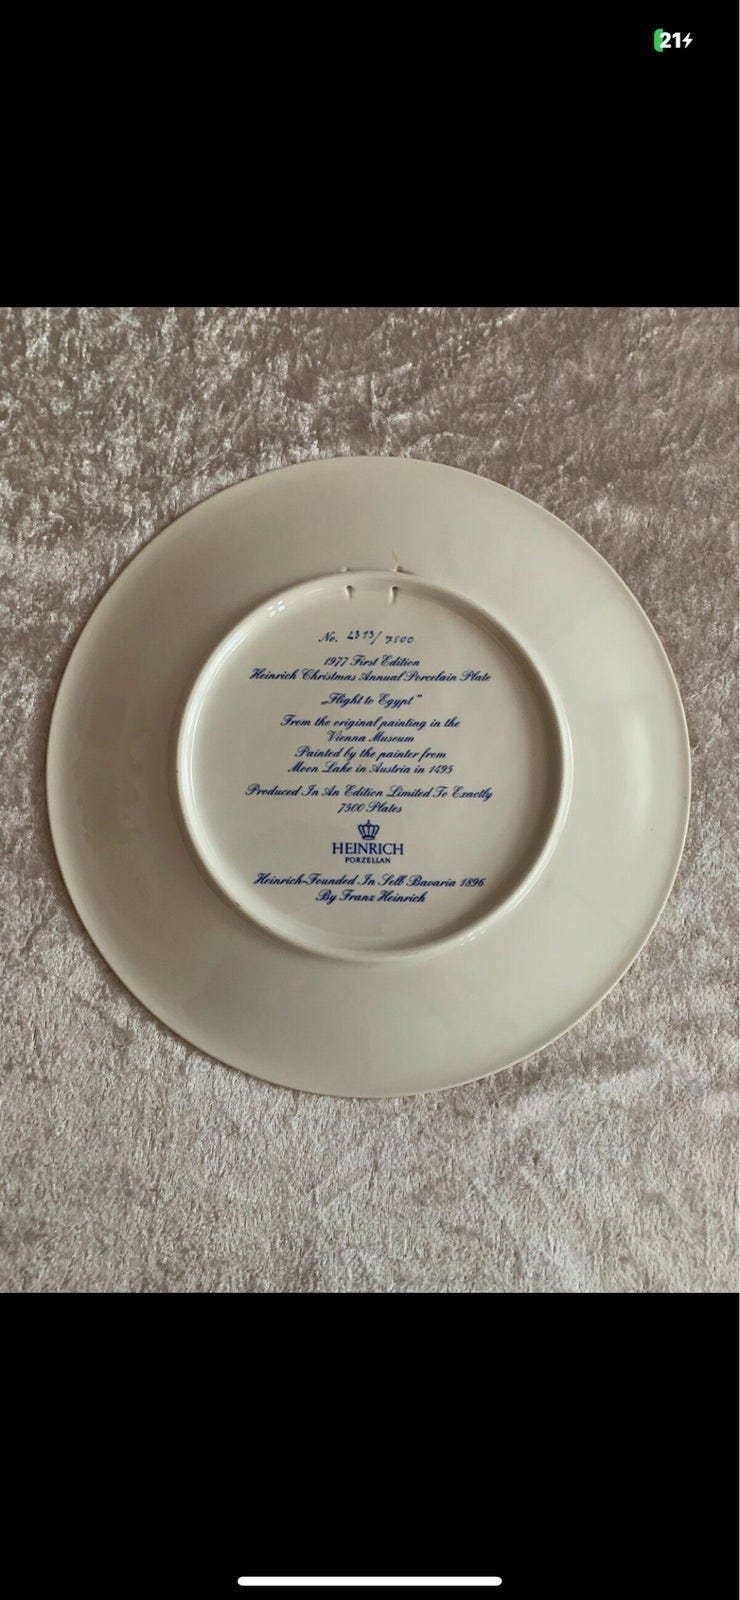 21
No. 2373/7500
1977 First Edition
Heinrich Christmas Annual Porcelain Plate
„Flight to Egypt"
From the original painting in the
Vienna Museum
Painted by the painter from
Moon Lake in Austria in 1495
Produced In An Edition Limited To Exactly
7500 Plates
HEINRICH
PORZELLAN
Heinrich-Founded In Selb Bavaria 1896
By Franz Heinrich